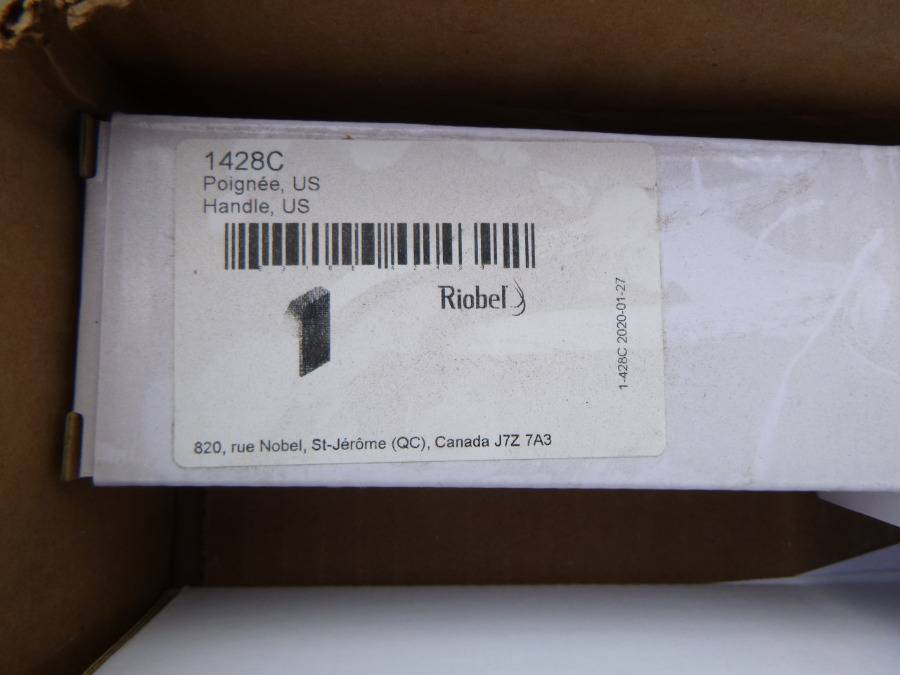 1428C
Poignée, US
Handle, US
1
Riobel
1-428C 2020-01-27
820, rue Nobel, St-Jérôme (QC), Canada J7Z 7A3